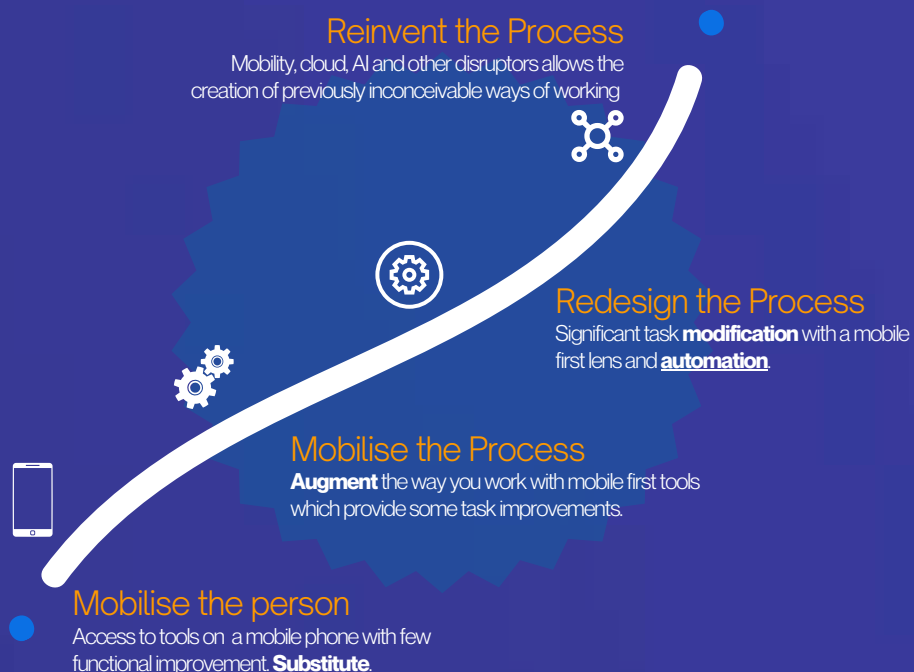 Reinvent the Process
Mobility, cloud, AI and other disruptors allows the
creation of previously inconceivable ways of working
Redesign the Process
Significant task modification with a mobile
first lens and automation.
Mobilise the Process
Augment the way you work with mobile first tools
which provide some task improvements.
Mobilise the person
Access to tools on a mobile phone with few
functional improvement. Substitute.